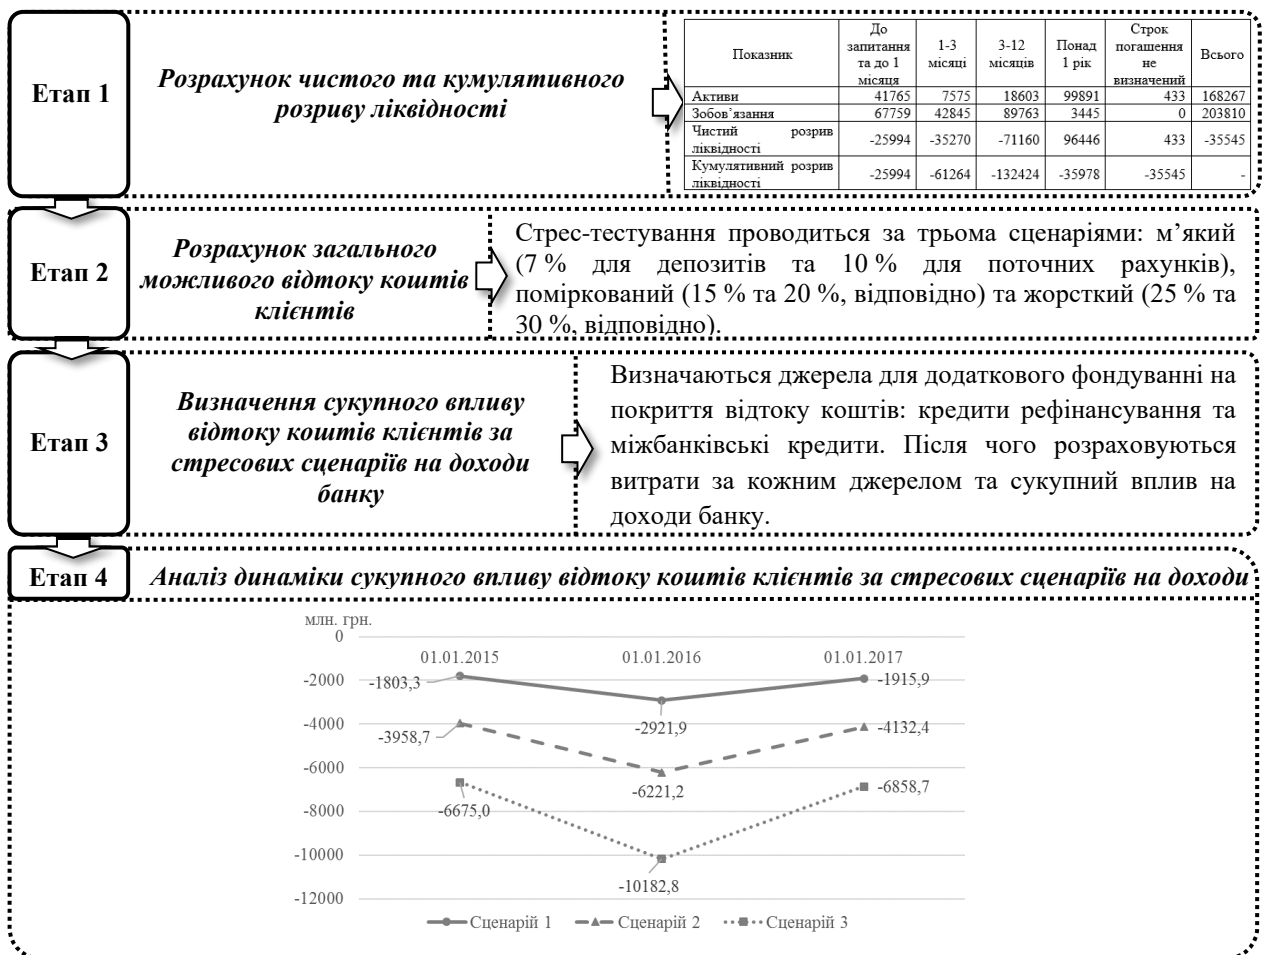 Етап 1
Розрахунок чистого та кумулятивного
розриву ліквідності
Показник
До
запитання
та до 1
місяця
1-3
місяці
3-12
місяців
Понад
1 рік
Строк
погашення
не
визначений
Всього
Активи 41765 7575 18603 99891 433 168267
Зобов’язання 67759 42845 89763 3445 0 203810
Чистий розрив
ліквідності
-25994 -35270 -71160 96446 433 -35545
Кумулятивний розрив
ліквідності
-25994 -61264 -132424 -35978 -35545 -
Етап 2
Розрахунок загального
можливого відтоку коштів
клієнтів
Стрес-тестування проводиться за трьома сценаріями: м’який
(7 % для депозитів та 10 % для поточних рахунків),
поміркований (15 % та 20 %, відповідно) та жорсткий (25 % та
30 %, відповідно).
Етап 3
Визначення сукупного впливу
відтоку коштів клієнтів за
стресових сценаріїв на доходи
банку
Визначаються джерела для додаткового фондуванні на
покриття відтоку коштів: кредити рефінансування та
міжбанківські кредити. Після чого розраховуються
витрати за кожним джерелом та сукупний вплив на
доходи банку.
Етап 4
Аналіз динаміки сукупного впливу відтоку коштів клієнтів за стресових сценаріїв на доходи
млн. грн.
0
01.01.2015 01.01.2016 01.01.2017
-2000
-1803,3
-2921,9
-1915,9
-4000
-3958,7
-6221,2
-4132,4
-6000
-6675,0
-10182,8
-6858,7
-8000
-10000
-12000
Сценарій 1 Сценарій 2 Сценарій 3